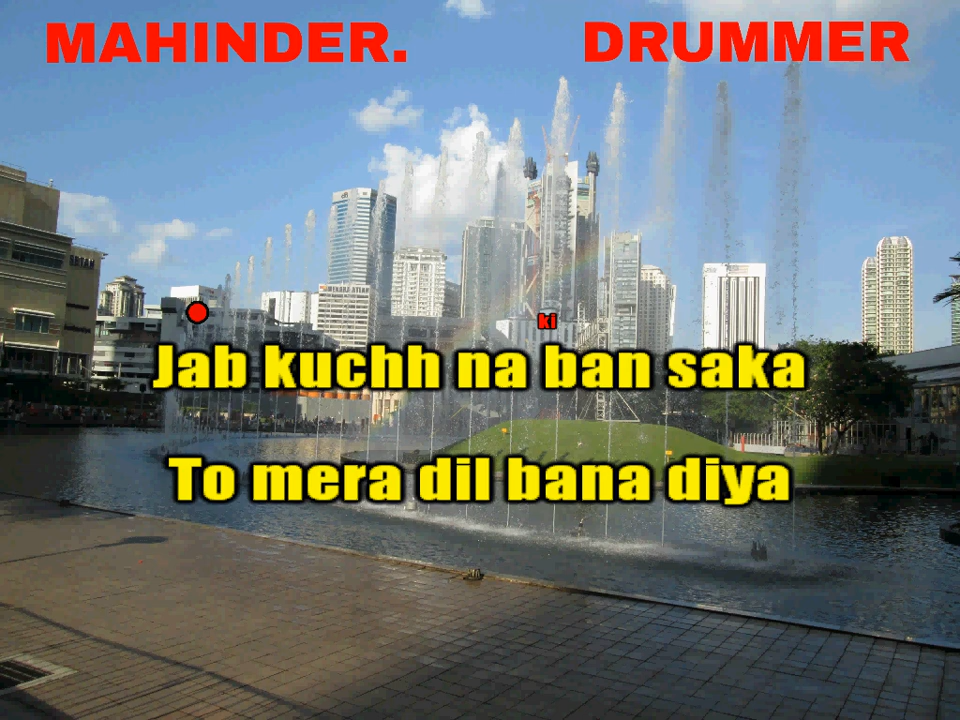 MAHINDER. DRUMMER
ki
Jab kuchh na ban saka
To mera dil bana diya